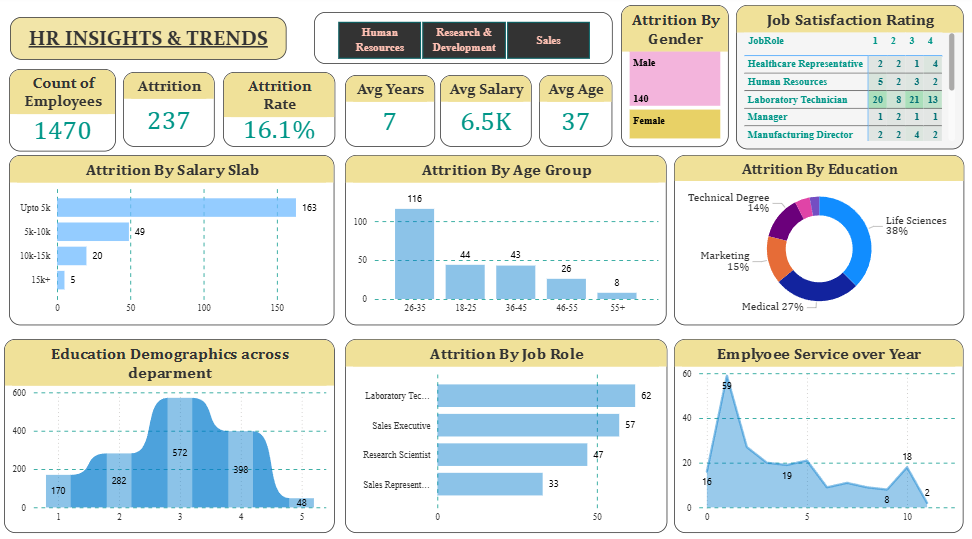 HR INSIGHTS & TRENDS
Human
Resources
Research &
Development
Sales
Count of
Employees
1470
Attrition
237
Attrition
Rate
16.1%
Avg Years
7
Avg Salary
6.5K
Avg Age
37
Attrition By
Gender
Male
140
Female
Job Satisfaction Rating
JobRole 1 2 3 4
Healthcare Representative 2 2 1 4
Human Resources 5 2 3 2
Laboratory Technician 20 8 21 13
Manager 1 2 1 1
Manufacturing Director 2 2 4 2
Attrition By Salary Slab
Upto 5k 163
5k-10k 49
10k-15k 20
15k+ 5
0 50 100 150
Attrition By Age Group
100
50
0
116
44
43
26
8
26-35 18-25 36-45 46-55 55+
Attrition By Education
Technical Degree
14%
Life Sciences
38%
Marketing
15%
Medical 27%
Education Demographics across
deparment
600
400
200
0
170
282
572
398
48
1 2 3 4 5
Attrition By Job Role
Laboratory Tec... 62
Sales Executive 57
Research Scientist 47
Sales Represent... 33
0 50
Emplyoee Service over Year
60
40
20
0
16
59
19
8
18
2
0 5 10